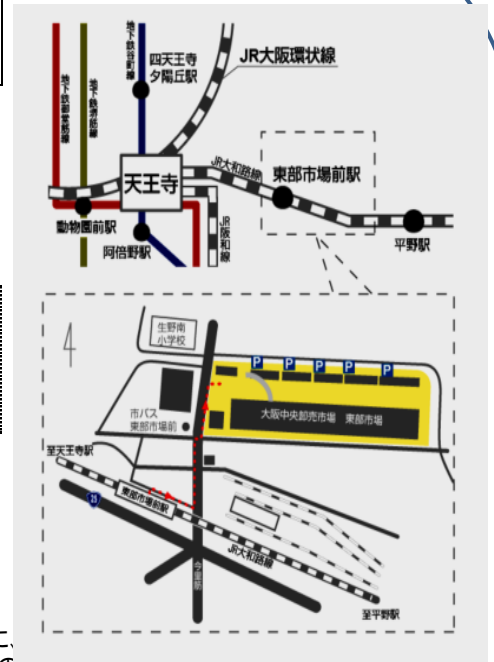 地下鉄谷町線
四天王寺
夕陽丘駅
JR大阪環状線
地下鉄御堂筋線
地下鉄堺筋線
天王寺
JR大和路線
東部市場前駅
動物園前駅
阿倍野駅
JR阪和線
平野駅
4
生野南
小学校
P
P
P
P
P
市バス
東部市場前
大阪中央卸売市場 東部市場
至天王寺駅
25
東部市場前駅
JR大和路線
今里筋
至平野駅
に、
の